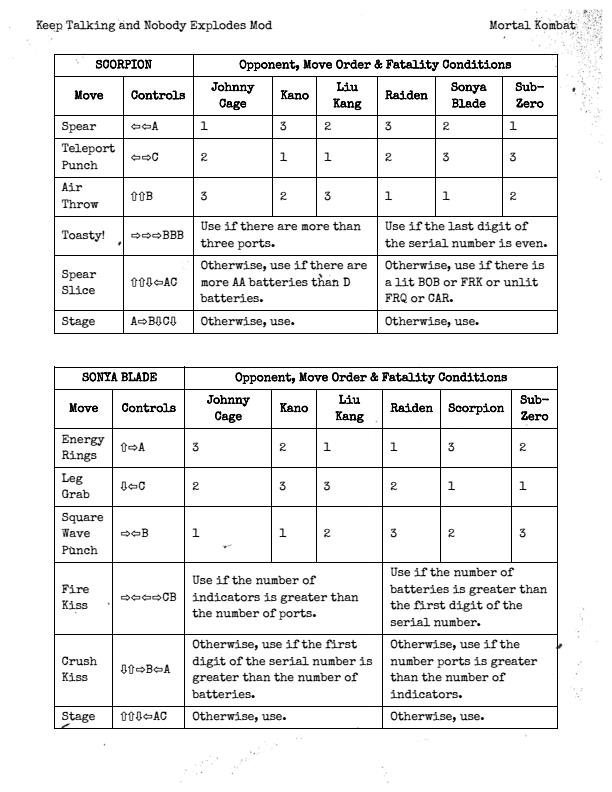 Keep Talking and Nobody Explodes Mod Mortal Kombat
SCORPION Opponent, Move Order & Fatality Conditions
Move Controls Johnny Cage Kano Liu Kang Raiden Sonya Blade Sub-Zero
Spear ⇦⇦A 1 3 2 3 2 1
Teleport Punch ⇦⇨C 2 1 1 2 3 3
Air Throw ⇧⇧B 3 2 3 1 1 2
Toasty! ⇨⇨⇨BBB Use if there are more than three ports. Use if the last digit of the serial number is even.
Spear Slice ⇧⇧⇩⇦AC Otherwise, use if there are more AA batteries than D batteries. Otherwise, use if there is a lit BOB or FRK or unlit FRQ or CAR.
Stage A⇨B⇩C⇩ Otherwise, use. Otherwise, use.
SONYA BLADE Opponent, Move Order & Fatality Conditions
Move Controls Johnny Cage Kano Liu Kang Raiden Scorpion Sub-Zero
Energy Rings ⇧⇨A 3 2 1 1 3 2
Leg Grab ⇩⇦C 2 3 3 2 1 1
Square Wave Punch ⇨⇦B 1 1 2 3 2 3
Fire Kiss ⇨⇦⇦⇨CB Use if the number of indicators is greater than the number of ports. Use if the number of batteries is greater than the first digit of the serial number.
Crush Kiss ⇩⇧⇨B⇦A Otherwise, use if the first digit of the serial number is greater than the number of batteries. Otherwise, use if the number ports is greater than the number of indicators.
Stage ⇧⇧⇩⇦AC Otherwise, use. Otherwise, use.